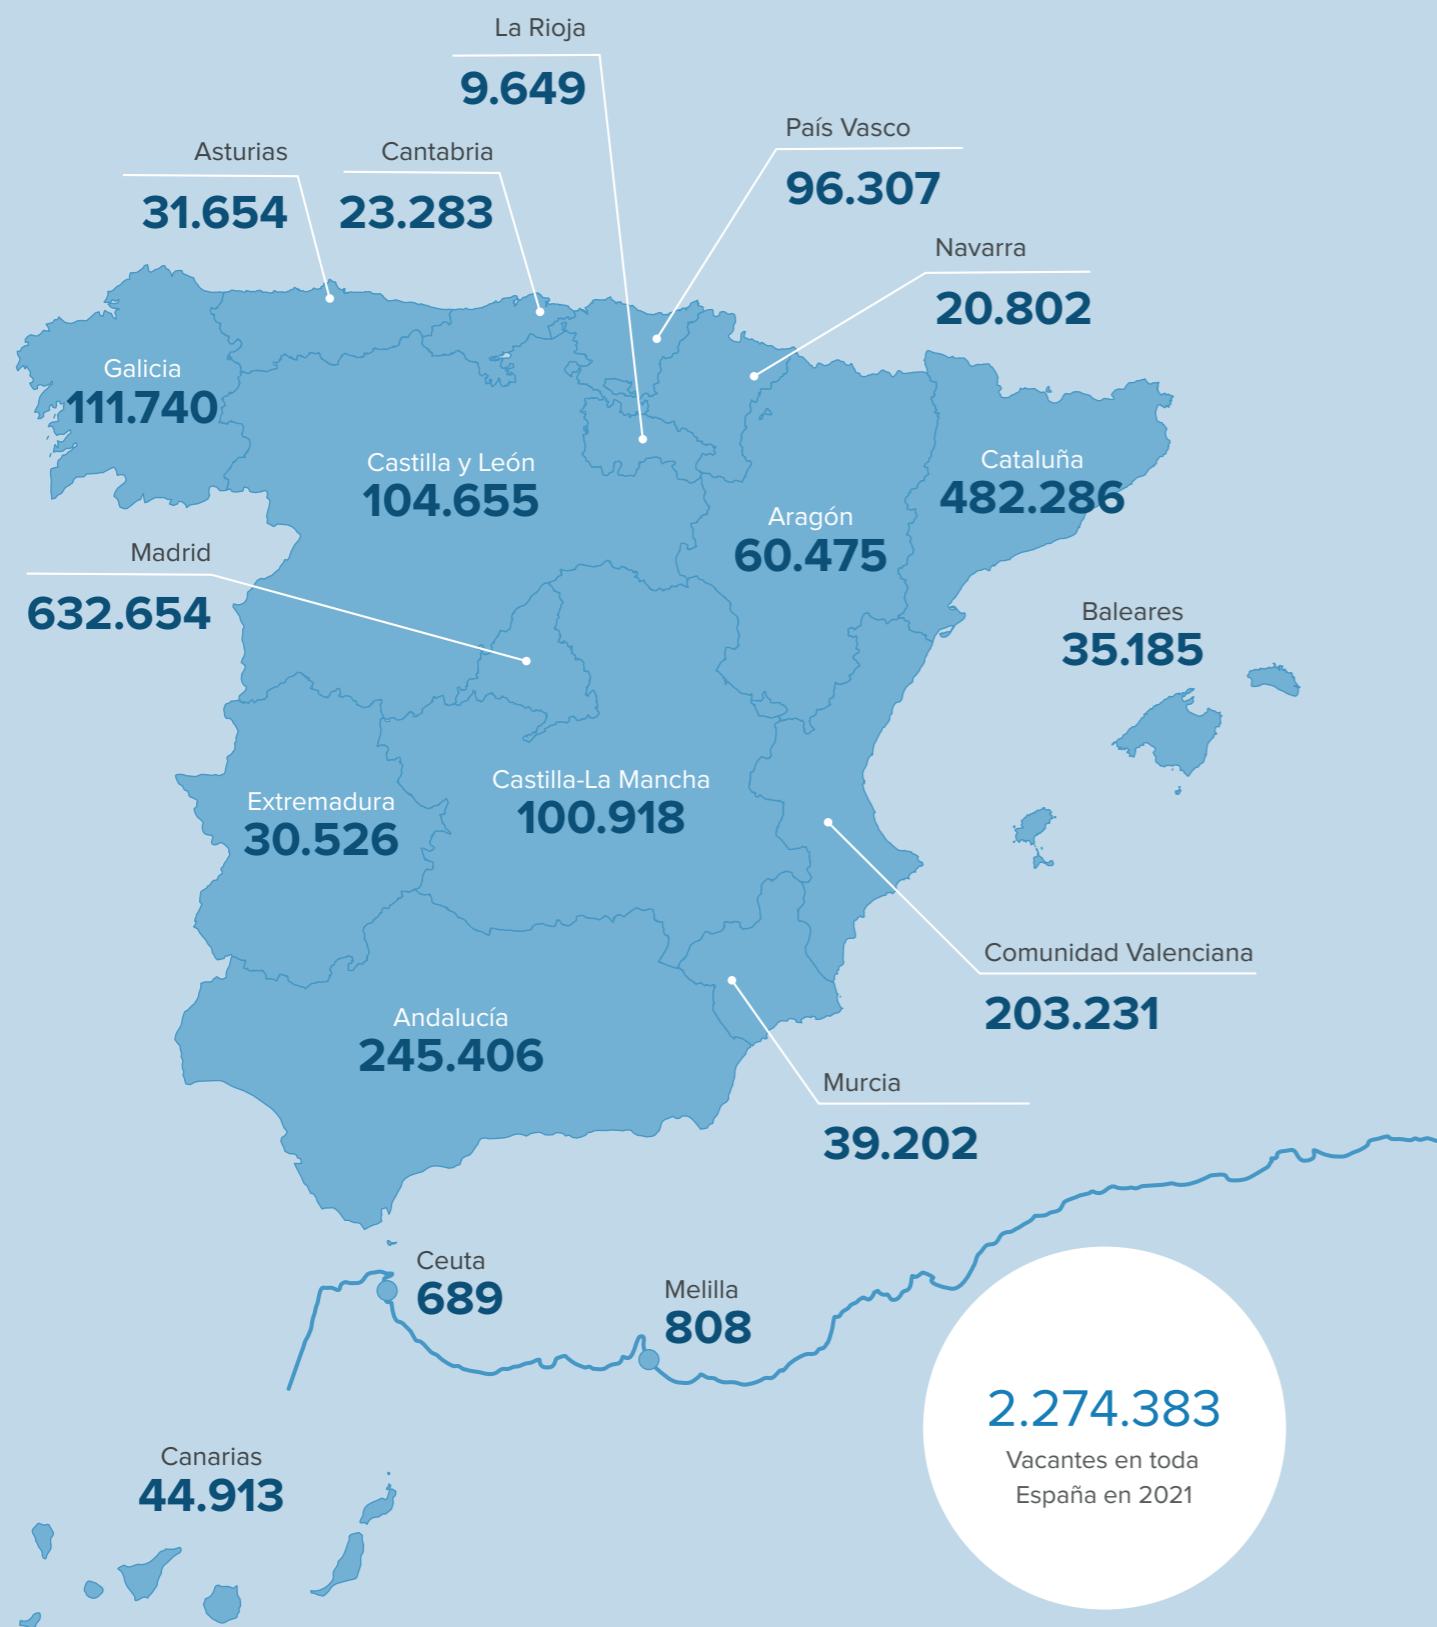 La Rioja
9.649
País Vasco
96.307
Asturias
31.654
Cantabria
23.283
Navarra
20.802
Galicia
111.740
Castilla y León
104.655
Cataluña
482.286
Aragón
60.475
Madrid
632.654
Baleares
35.185
Castilla-La Mancha
100.918
Extremadura
30.526
Comunidad Valenciana
203.231
Andalucía
245.406
Murcia
39.202
Ceuta
689
Melilla
808
2.274.383
Vacantes en toda
España en 2021
Canarias
44.913